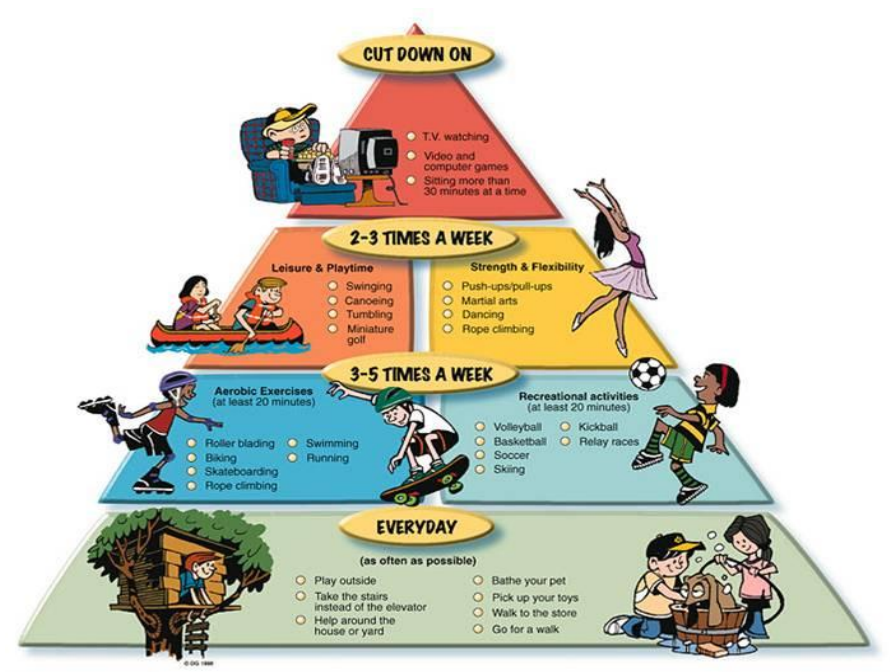 CUT DOWN ON
T.V. watching
Video and
computer games
Sitting more than
30 minutes at a time
2-3 TIMES A WEEK
Leisure & Playtime
Swinging
Canoeing
Tumbling
Miniature
golf
Strength & Flexibility
Push-ups/pull-ups
Martial arts
Dancing
Rope climbing
3-5 TIMES A WEEK
Aerobic Exercises
(at least 20 minutes)
Roller blading
Biking
Skateboarding
Rope climbing
Swimming
Running
Recreational activities
(at least 20 minutes)
Volleyball
Basketball
Soccer
Skiing
Kickball
Relay races
EVERYDAY
(as often as possible)
Play outside
Take the stairs
instead of the elevator
Help around the
house or yard
Bathe your pet
Pick up your toys
Walk to the store
Go for a walk